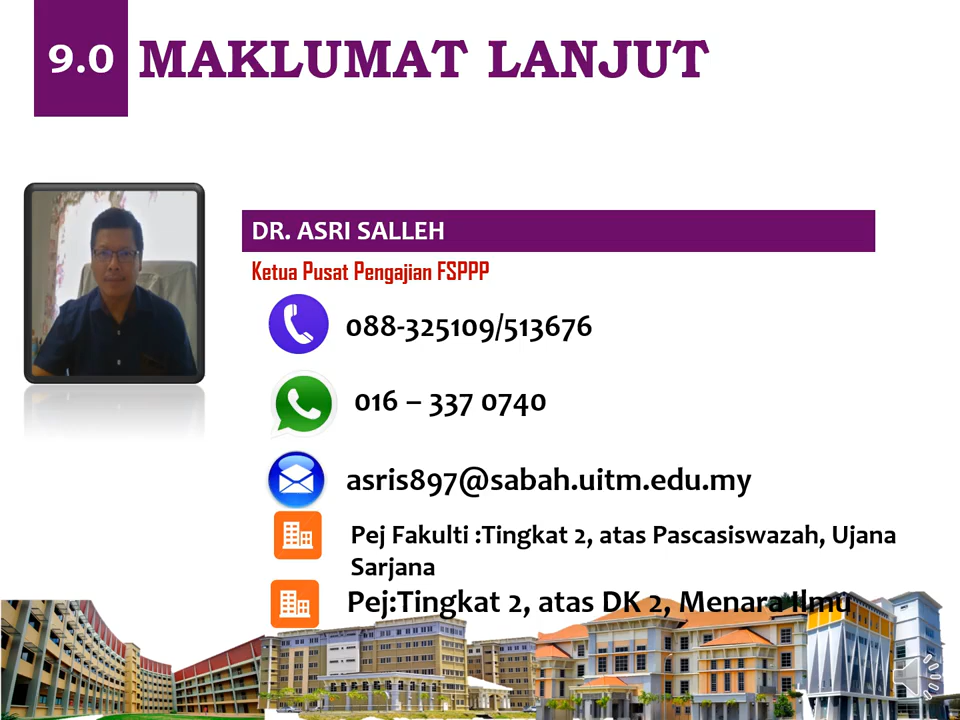 9.0 MAKLUMAT LANJUT
DR. ASRI SALLEH
Ketua Pusat Pengajian FSPPP
088-325109/513676
016 – 337 0740
asris897@sabah.uitm.edu.my
Pej Fakulti :Tingkat 2, atas Pascasiswazah, Ujana
Sarjana
Pej:Tingkat 2, atas DK 2, Menara Ilmu